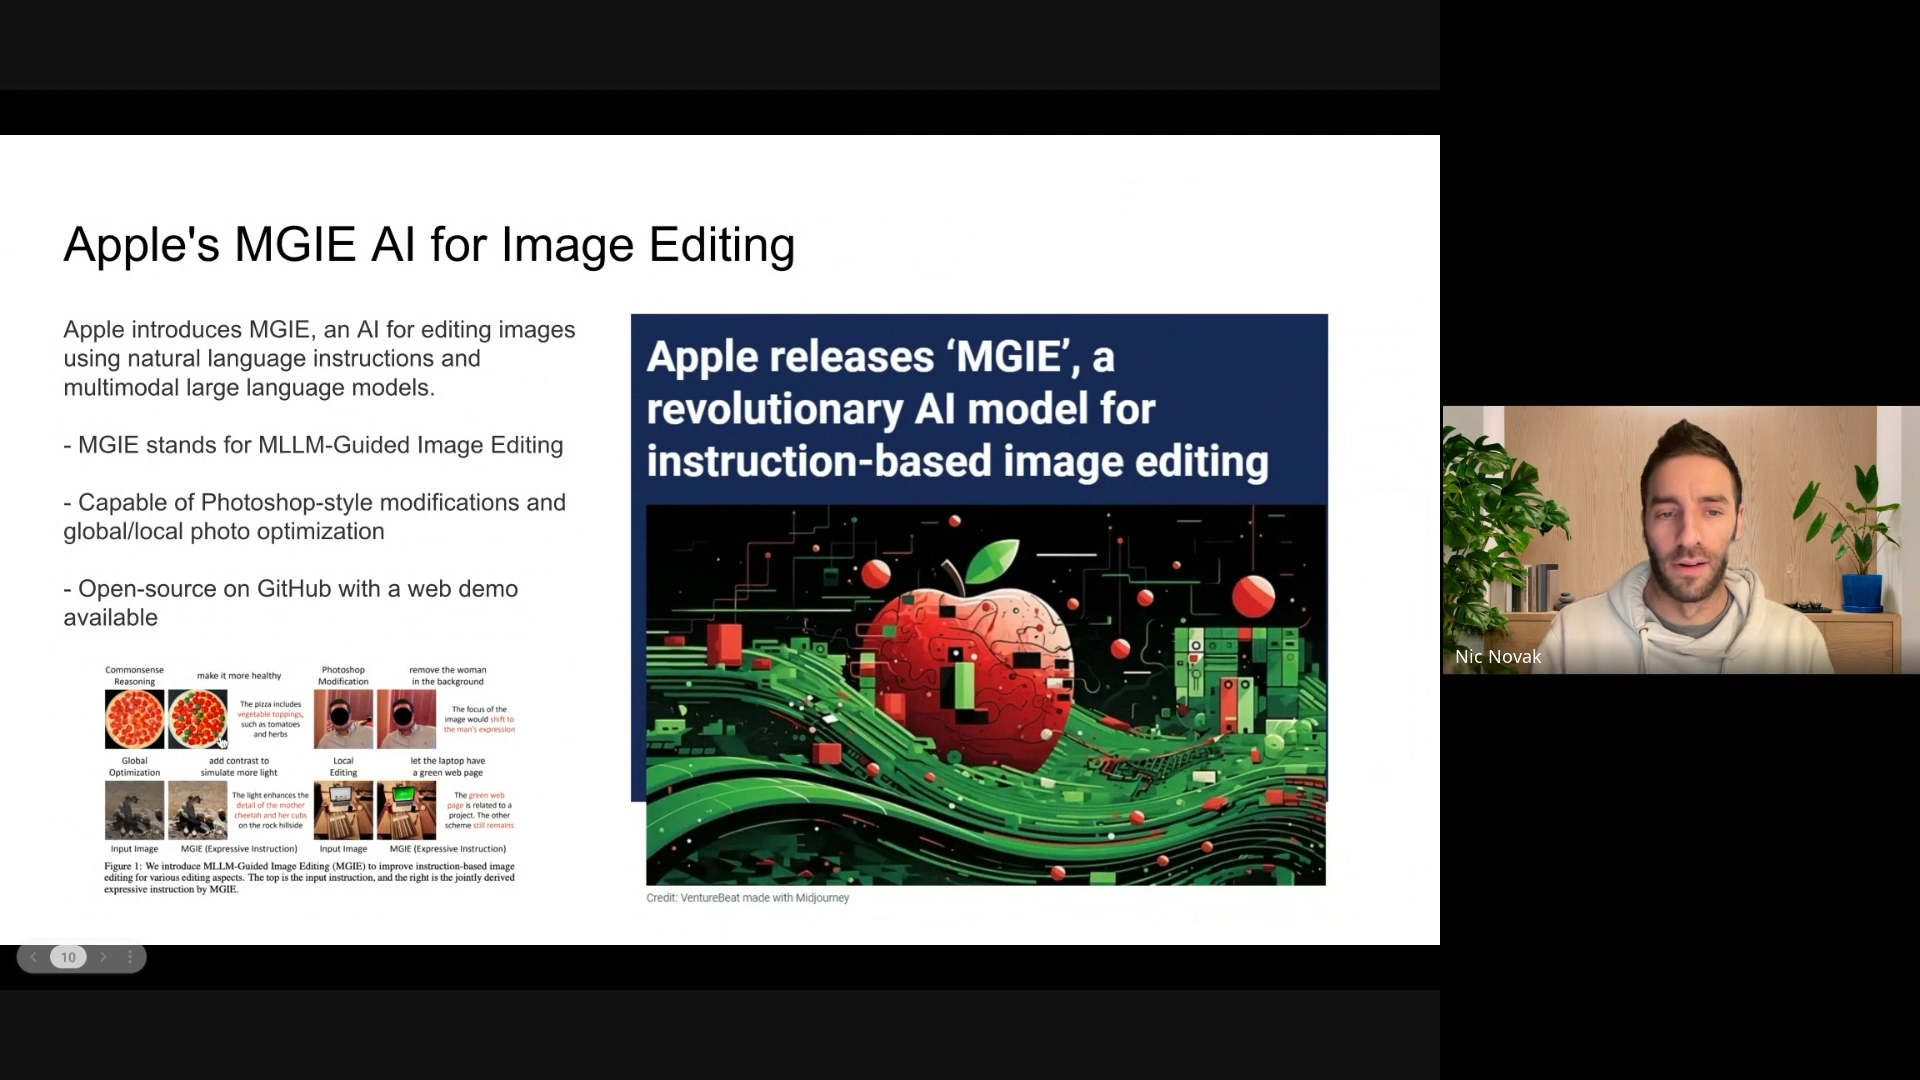 Apple's MGIE AI for Image Editing
Apple introduces MGIE, an AI for editing images
using natural language instructions and
multimodal large language models.
- MGIE stands for MLLM-Guided Image Editing
- Capable of Photoshop-style modifications and
global/local photo optimization
- Open-source on GitHub with a web demo
available
Commonsense
Reasoning
make it more healthy
The pizza includes
vegetable toppings,
such as tomatoes
and herbs
Photoshop
Modification
remove the woman
in the background
The focus of the
image would shift to
the man's expression
Global
Optimization
add contrast to
simulate more light
The light enhances the
detail of the mother
cheetah and her cubs
on the rock hillside
Local
Editing
let the laptop have
a green web page
The green web
page is related to a
project. The other
scheme still remains
Input Image
MGIE (Expressive Instruction)
Input Image
MGIE (Expressive Instruction)
Figure 1: We introduce MLLM-Guided Image Editing (MGIE) to improve instruction-based image
editing for various editing aspects. The top is the input instruction, and the right is the jointly derived
expressive instruction by MGIE.
Apple releases ‘MGIE’, a
revolutionary AI model for
instruction-based image editing
Credit: VentureBeat made with Midjourney
10
Nic Novak